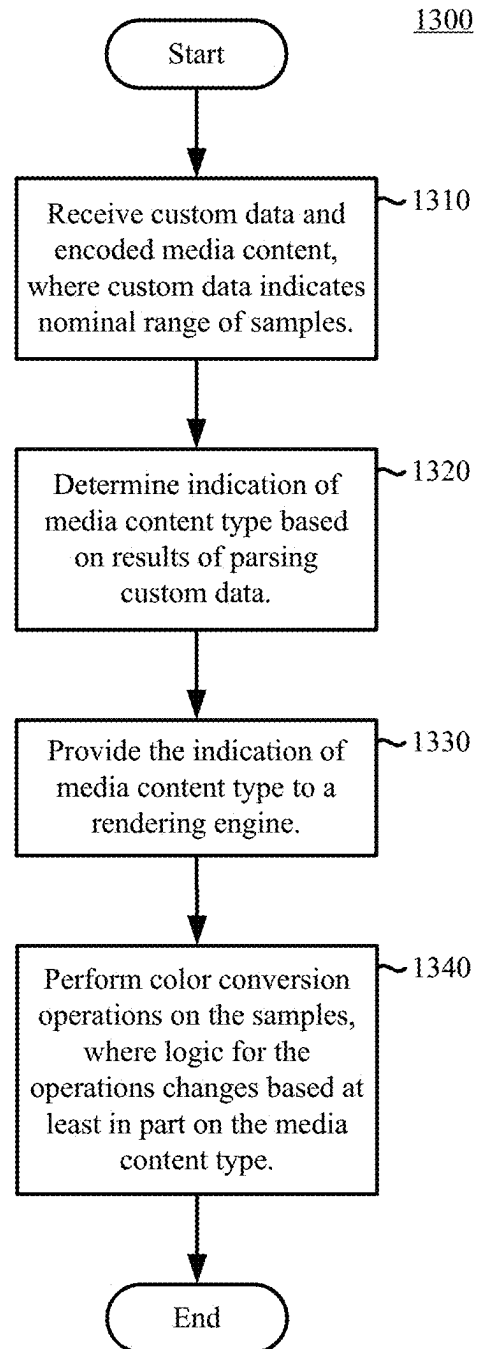 1300
Start
1310
Receive custom data and
encoded media content,
where custom data indicates
nominal range of samples.
1320
Determine indication of
media content type based
on results of parsing
custom data.
1330
Provide the indication of
media content type to a
rendering engine.
1340
Perform color conversion
operations on the samples,
where logic for the
operations changes based at
least in part on the media
content type.
End